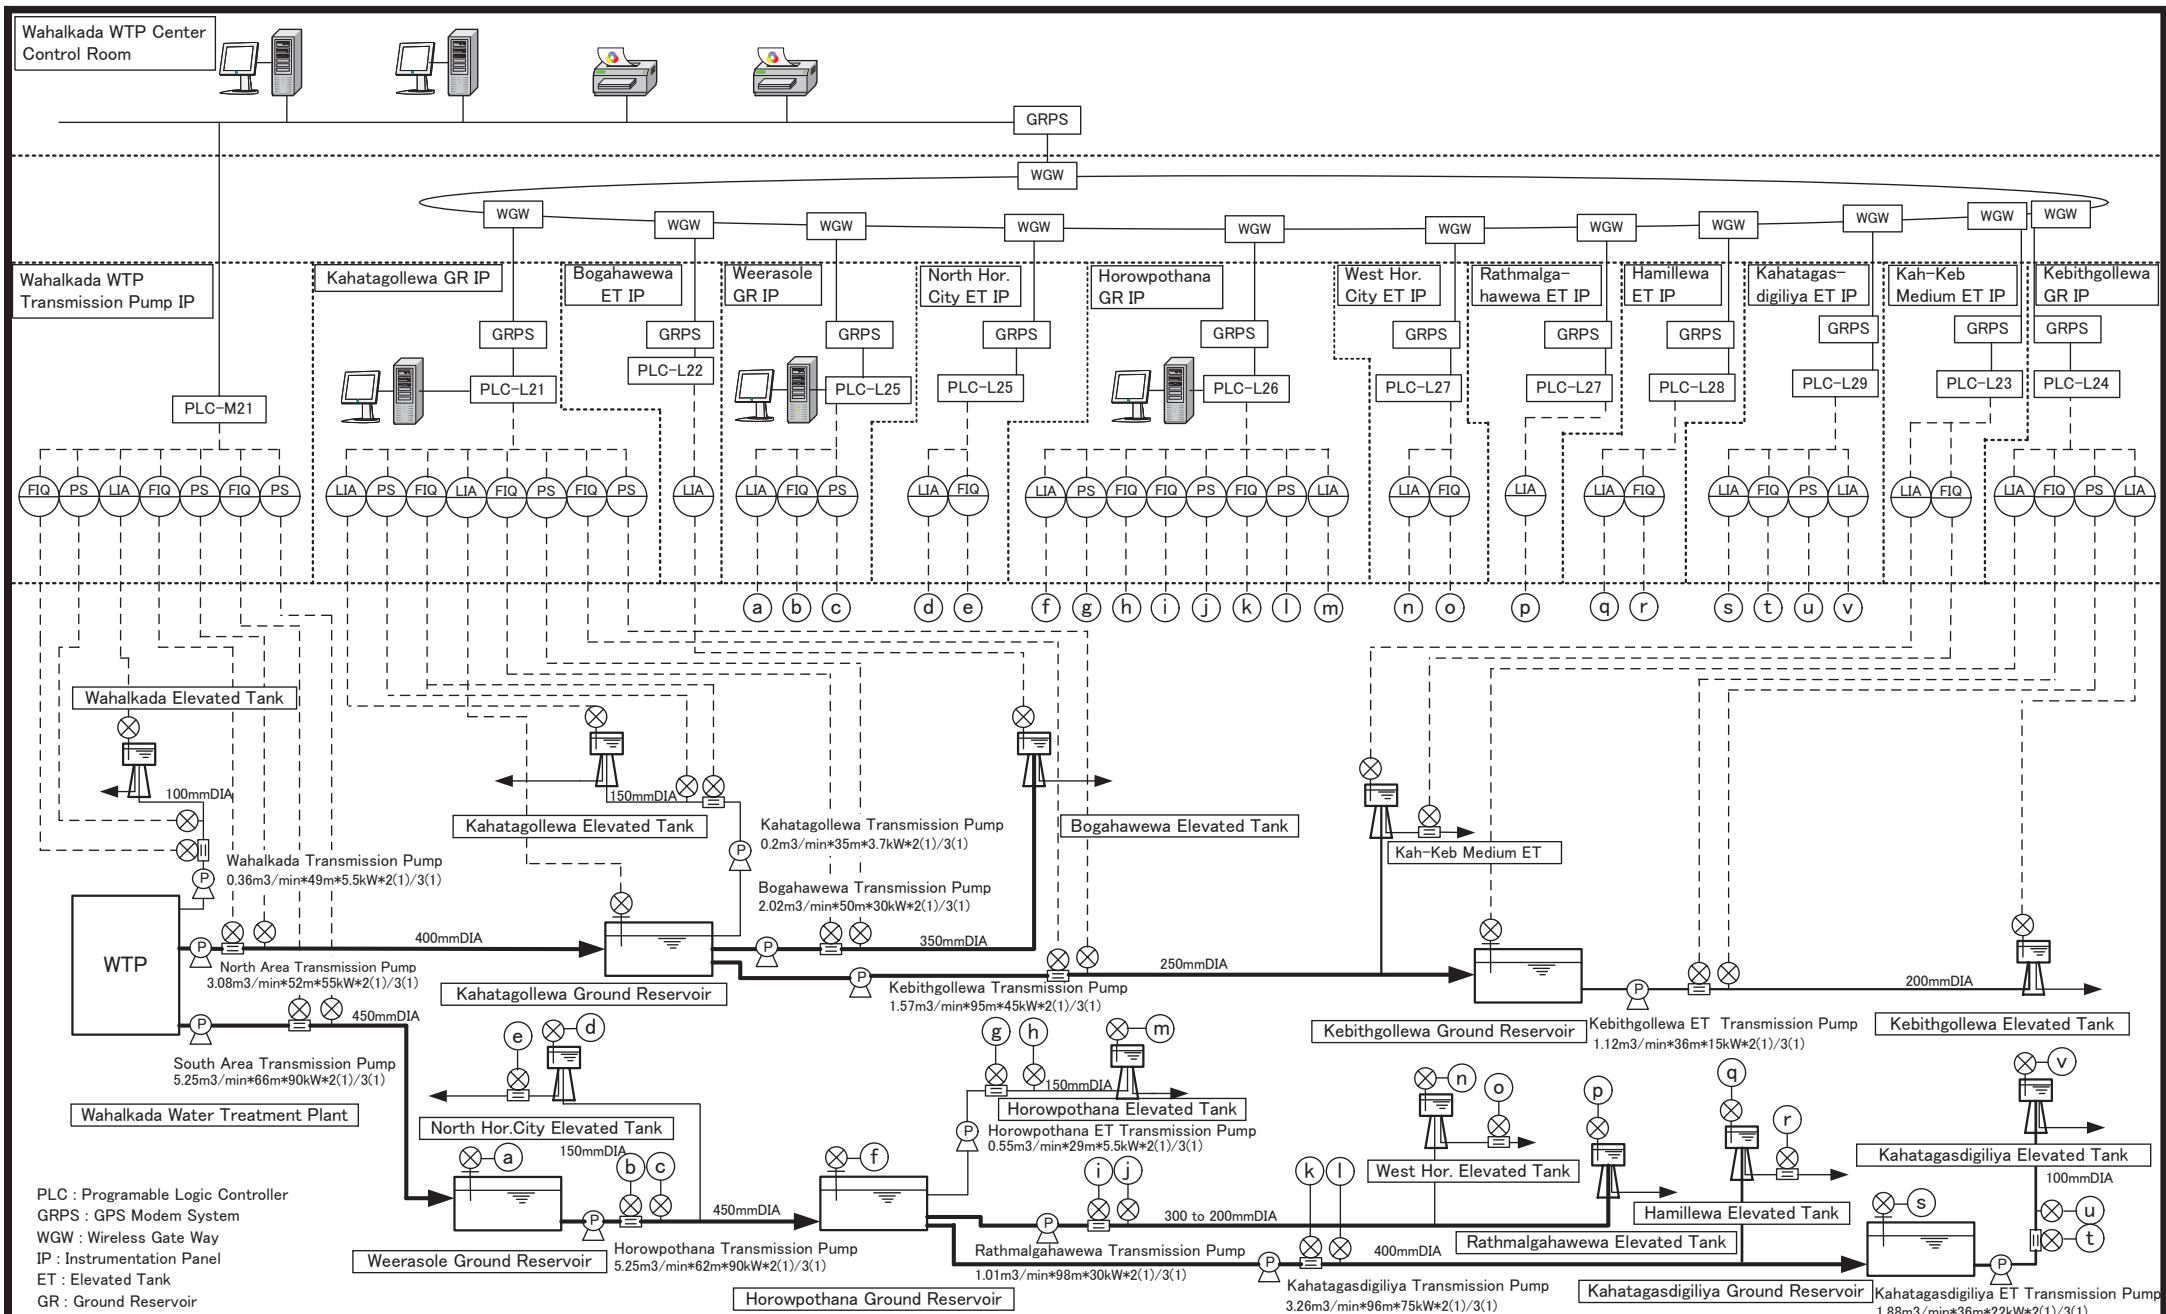 Wahalkada WTP Center
Control Room
GRPS
WGW
WGW
WGW
WGW
WGW
WGW
WGW
WGW
WGW
WGW
WGW
WGW
Wahalkada WTP
Transmission Pump IP
Kahatagollewa GR IP
Bogahawewa
ET IP
Weerasole
GR IP
North Hor.
City ET IP
Horowpothana
GR IP
West Hor.
City ET IP
Rathmalga-
hawewa ET IP
Hamillewa
ET IP
Kahatagas-
digiliya ET IP
Kah-Keb
Medium ET IP
Kebithgollewa
GR IP
GRPS
GRPS
GRPS
GRPS
GRPS
GRPS
GRPS
GRPS
GRPS
GRPS
GRPS
PLC-M21
PLC-L21
PLC-L22
PLC-L25
PLC-L25
PLC-L26
PLC-L27
PLC-L27
PLC-L28
PLC-L29
PLC-L23
PLC-L24
FIQ PS LIA FIQ PS FIQ PS
LIA PS FIQ LIA FIQ PS FIQ PS
LIA
LIA FIQ PS
LIA FIQ
LIA PS FIQ FIQ PS FIQ PS LIA
LIA FIQ
LIA
LIA FIQ
LIA FIQ PS LIA
LIA FIQ
LIA FIQ PS LIA
a b c d e f g h i j k l m n o p q r s t u v
Wahalkada Elevated Tank
100mmDIA
150mmDIA
Kahatagollewa Elevated Tank
Kahatagollewa Transmission Pump
0.2m3/min*35m*3.7kW*2(1)/3(1)
Bogahawewa Elevated Tank
Kah-Keb Medium ET
P
Wahalkada Transmission Pump
0.36m3/min*49m*5.5kW*2(1)/3(1)
P
Bogahawewa Transmission Pump
2.02m3/min*50m*30kW*2(1)/3(1)
WTP
P
400mmDIA
P
350mmDIA
North Area Transmission Pump
3.08m3/min*52m*55kW*2(1)/3(1)
Kahatagollewa Ground Reservoir
P
250mmDIA
Kebithgollewa Transmission Pump
1.57m3/min*95m*45kW*2(1)/3(1)
P
200mmDIA
Kebithgollewa Ground Reservoir
Kebithgollewa ET Transmission Pump
1.12m3/min*36m*15kW*2(1)/3(1)
Kebithgollewa Elevated Tank
P
450mmDIA
South Area Transmission Pump
5.25m3/min*66m*90kW*2(1)/3(1)
Wahalkada Water Treatment Plant
e
d
g
h
m
150mmDIA
Horowpothana Elevated Tank
P
Horowpothana ET Transmission Pump
0.55m3/min*29m*5.5kW*2(1)/3(1)
North Hor.City Elevated Tank
150mmDIA
n
o
p
q
r
v
West Hor. Elevated Tank
Kahatagasdigiliya Elevated Tank
100mmDIA
a
b
c
f
i
j
k
l
s
u
t
P
450mmDIA
P
300 to 200mmDIA
Hamillewa Elevated Tank
Rathmalgahawewa Elevated Tank
Weerasole Ground Reservoir
Horowpothana Transmission Pump
5.25m3/min*62m*90kW*2(1)/3(1)
Rathmalgahawewa Transmission Pump
1.01m3/min*98m*30kW*2(1)/3(1)
P
400mmDIA
P
Horowpothana Ground Reservoir
Kahatagasdigiliya Transmission Pump
3.26m3/min*96m*75kW*2(1)/3(1)
Kahatagasdigiliya Ground Reservoir
Kahatagasdigiliya ET Transmission Pump
1.88m3/min*36m*22kW*2(1)/3(1)
PLC : Programable Logic Controller
GRPS : GPS Modem System
WGW : Wireless Gate Way
IP : Instrumentation Panel
ET : Elevated Tank
GR : Ground Reservoir